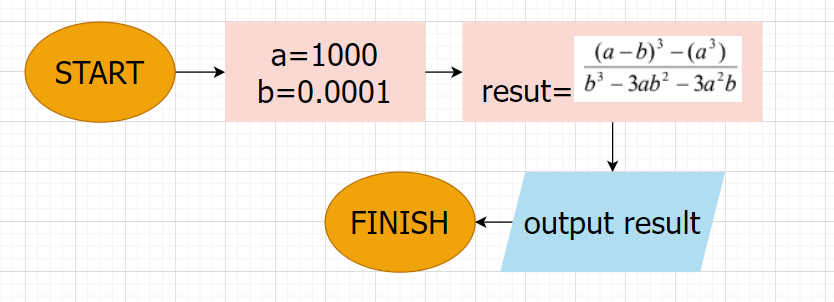 START
a=1000
b=0.0001
resut=
(a−b)³−(a³)
b³−3ab²−3a²b
output result
FINISH